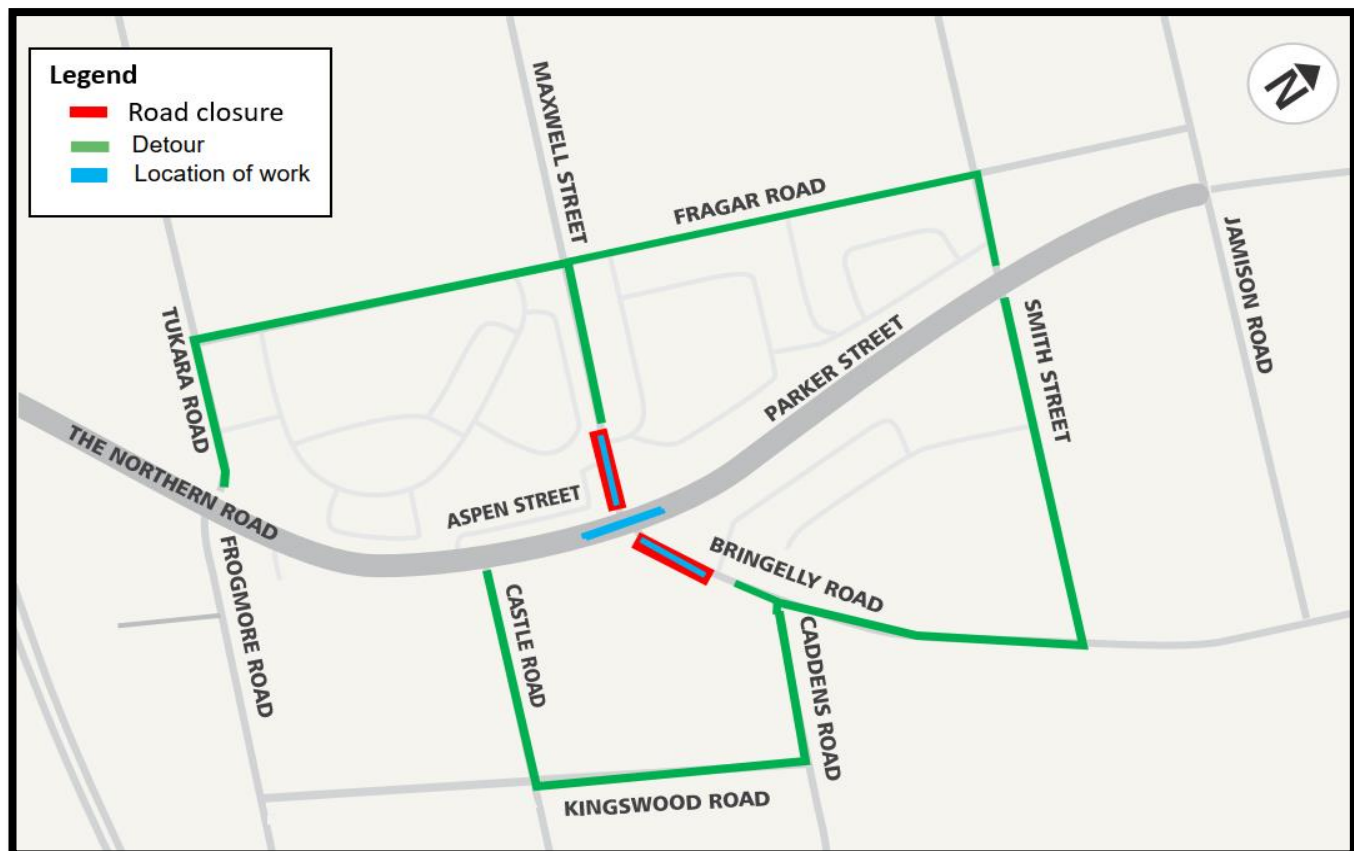 Legend
Road closure
Detour
Location of work
N
MAXWELL STREET
FRAGAR ROAD
TUKARA ROAD
THE NORTHERN ROAD
FROGMORE ROAD
ASPEN STREET
PARKER STREET
JAMISON ROAD
SMITH STREET
BRINGELLY ROAD
CASTLE ROAD
CADDENS ROAD
KINGSWOOD ROAD